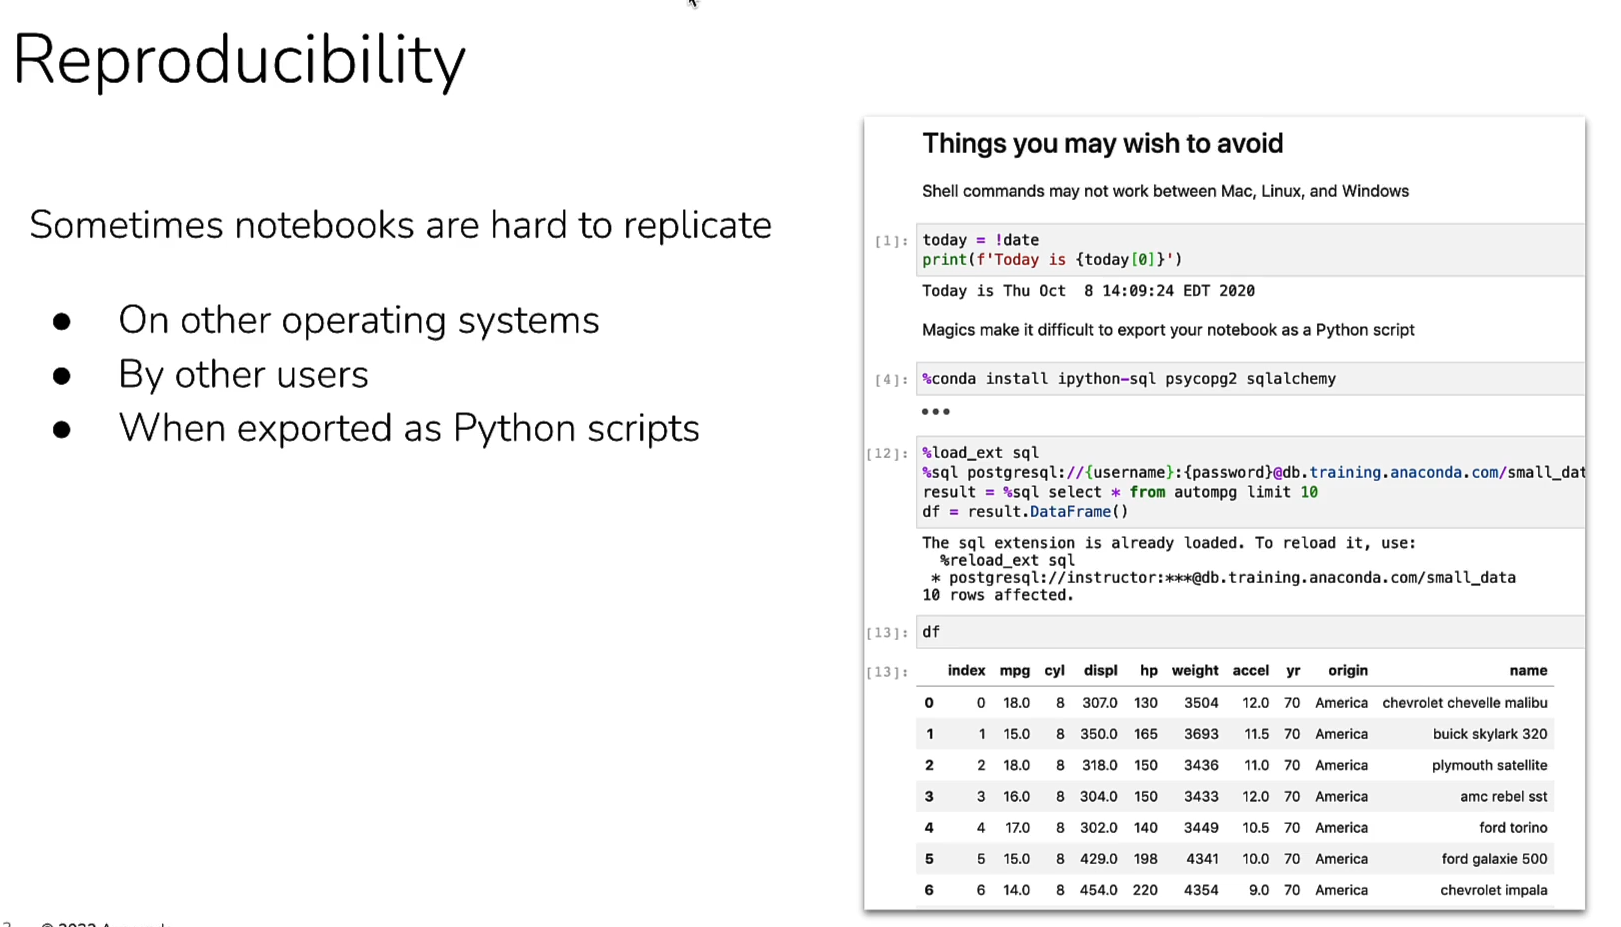 Reproducibility
Sometimes notebooks are hard to replicate
● On other operating systems
● By other users
● When exported as Python scripts
Things you may wish to avoid
Shell commands may not work between Mac, Linux, and Windows
[1]: today = !date
print(f'Today is {today[0]}')
Today is Thu Oct  8 14:09:24 EDT 2020
Magics make it difficult to export your notebook as a Python script
[4]: %conda install ipython-sql psycopg2 sqlalchemy
•••
[12]: %load_ext sql
%sql postgresql://{username}:{password}@db.training.anaconda.com/small_dat
result = %sql select * from autompg limit 10
df = result.DataFrame()
The sql extension is already loaded. To reload it, use:
  %reload_ext sql
 * postgresql://instructor:***@db.training.anaconda.com/small_data
10 rows affected.
[13]: df
[13]: index mpg cyl displ hp weight accel yr origin name
0 0 18.0 8 307.0 130 3504 12.0 70 America chevrolet chevelle malibu
1 1 15.0 8 350.0 165 3693 11.5 70 America buick skylark 320
2 2 18.0 8 318.0 150 3436 11.0 70 America plymouth satellite
3 3 16.0 8 304.0 150 3433 12.0 70 America amc rebel sst
4 4 17.0 8 302.0 140 3449 10.5 70 America ford torino
5 5 15.0 8 429.0 198 4341 10.0 70 America ford galaxie 500
6 6 14.0 8 454.0 220 4354 9.0 70 America chevrolet impala